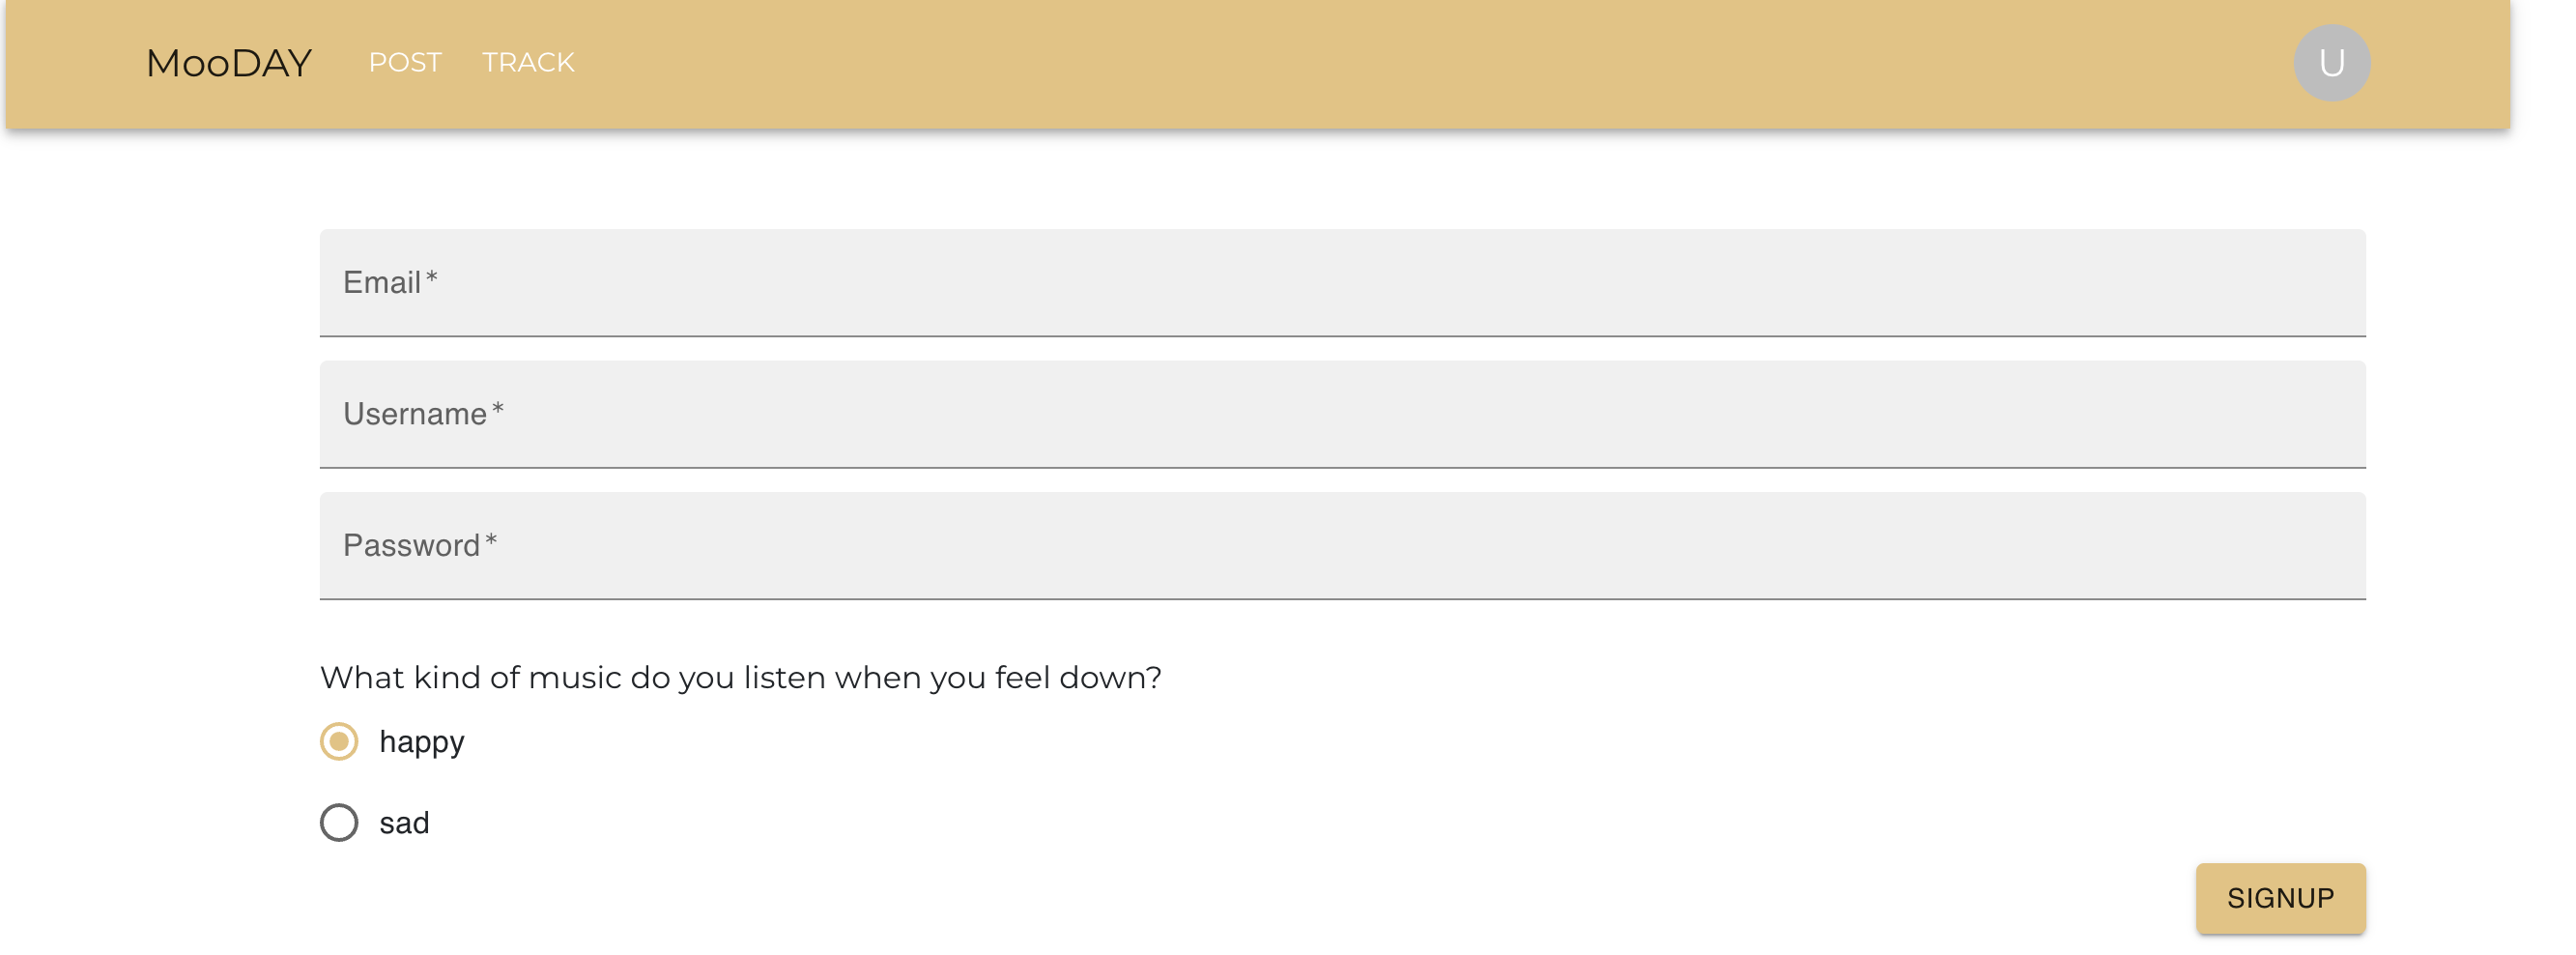 MooDAY POST TRACK U
Email*
Username*
Password*
What kind of music do you listen when you feel down?
happy
sad
SIGNUP